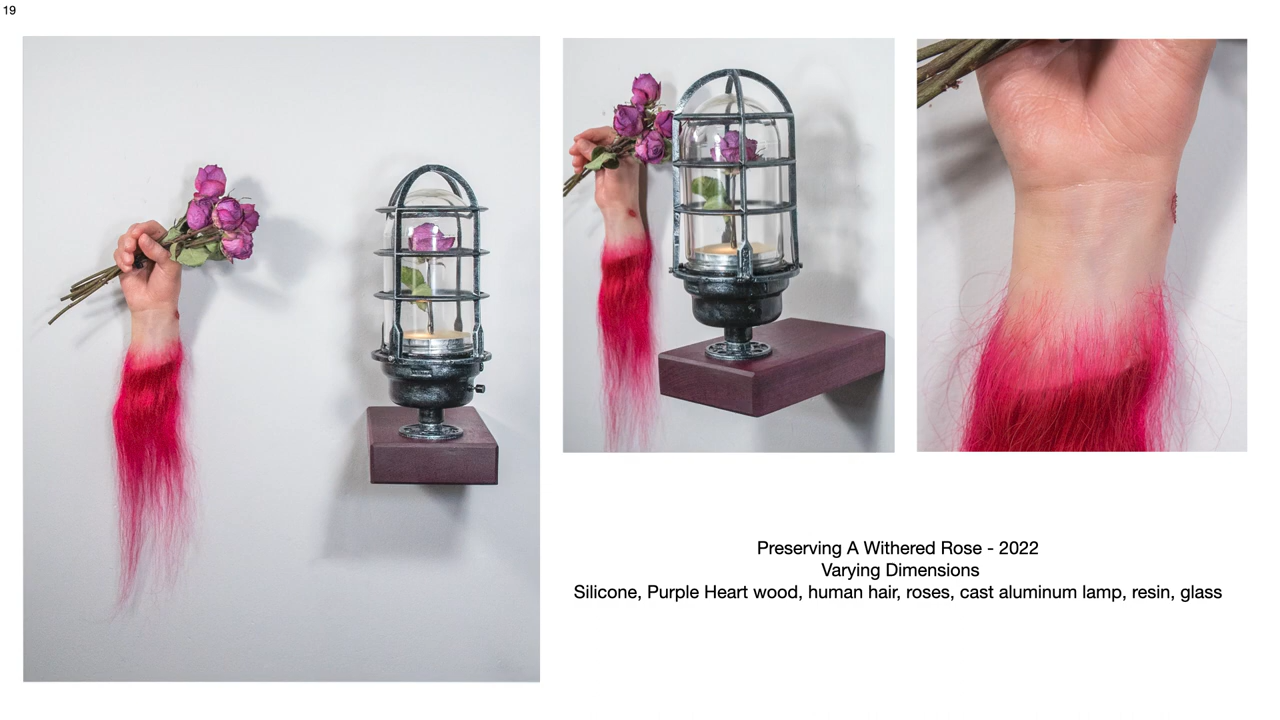 19
Preserving A Withered Rose - 2022
Varying Dimensions
Silicone, Purple Heart wood, human hair, roses, cast aluminum lamp, resin, glass